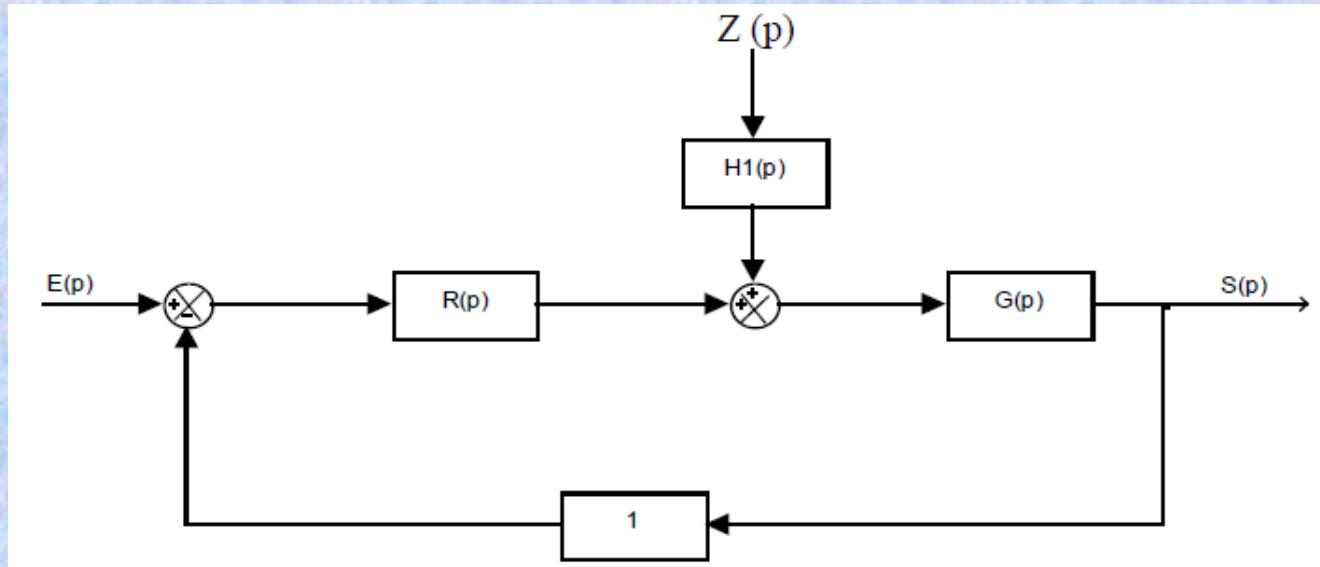 Z (p)
H1(p)
E(p)
+
-
R(p)
+
+
G(p)
S(p)
1